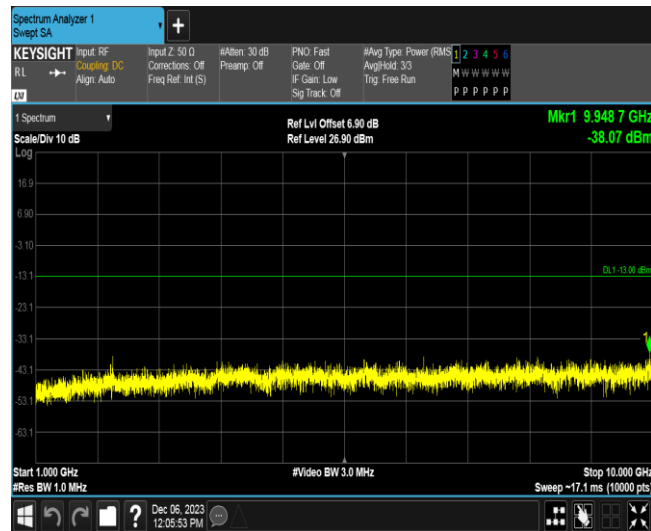 Spectrum Analyzer 1
Swept SA
+
KEYSIGHT
RL
LXI
Input: RF
Coupling: DC
Align: Auto
Input Z: 50 Ω
Corrections: Off
Freq Ref: Int (S)
#Atten: 30 dB
Preamp: Off
PNO: Fast
Gate: Off
IF Gain: Low
Sig Track: Off
#Avg Type: Power (RMS
Avg|Hold: 3/3
Trig: Free Run
1 2 3 4 5 6
M W W W W W
P P P P P P
1 Spectrum
Scale/Div 10 dB
Log
Ref Lvl Offset 6.90 dB
Ref Level 26.90 dBm
Mkr1 9.948 7 GHz
-38.07 dBm
16.9
6.90
-3.10
-13.1
DL1 -13.00 dBm
-23.1
-33.1
1
-43.1
-53.1
-63.1
Start 1.000 GHz
#Video BW 3.0 MHz
Stop 10.000 GHz
#Res BW 1.0 MHz
Sweep ~17.1 ms (10000 pts)
?
Dec 06, 2023
12:05:53 PM